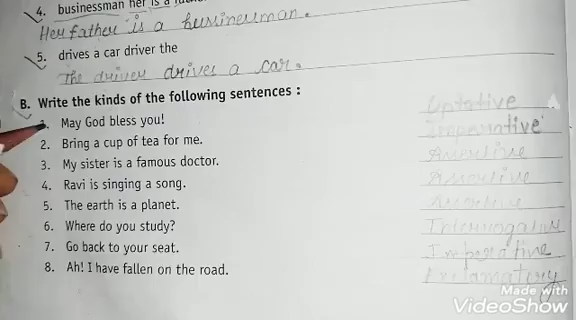 4. businessman her is a
Her father is a bussinesman.
5. drives a car driver the
The driver drives a car.
B. Write the kinds of the following sentences :
1. May God bless you! Optative
2. Bring a cup of tea for me. Imperative
3. My sister is a famous doctor. Assertive
4. Ravi is singing a song. Assertive
5. The earth is a planet. Assertive
6. Where do you study?
7. Go back to your seat. Imperative
8. Ah! I have fallen on the road. Exclamatory
Made with
VideoShow